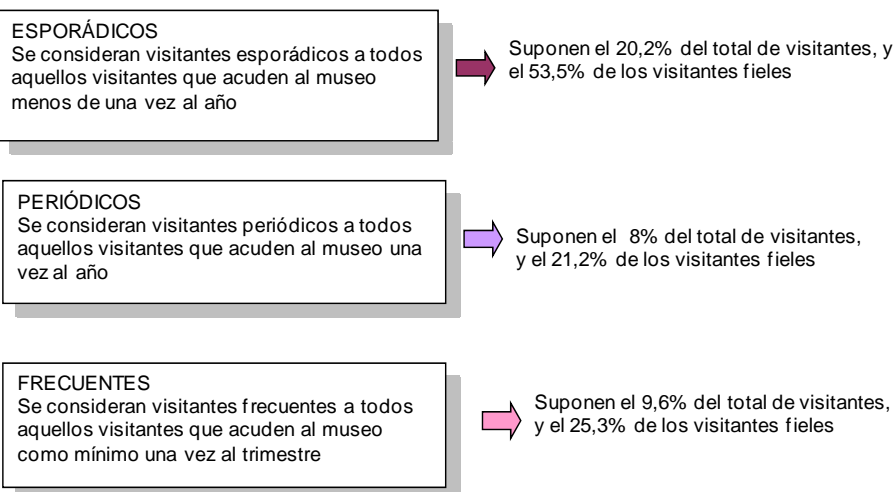 ESPORÁDICOS
Se consideran visitantes esporádicos a todos
aquellos visitantes que acuden al museo
menos de una vez al año
Suponen el 20,2% del total de visitantes, y
el 53,5% de los visitantes fieles
PERIÓDICOS
Se consideran visitantes periódicos a todos
aquellos visitantes que acuden al museo una
vez al año
Suponen el 8% del total de visitantes,
y el 21,2% de los visitantes fieles
FRECUENTES
Se consideran visitantes frecuentes a todos
aquellos visitantes que acuden al museo
como mínimo una vez al trimestre
Suponen el 9,6% del total de visitantes,
y el 25,3% de los visitantes fieles